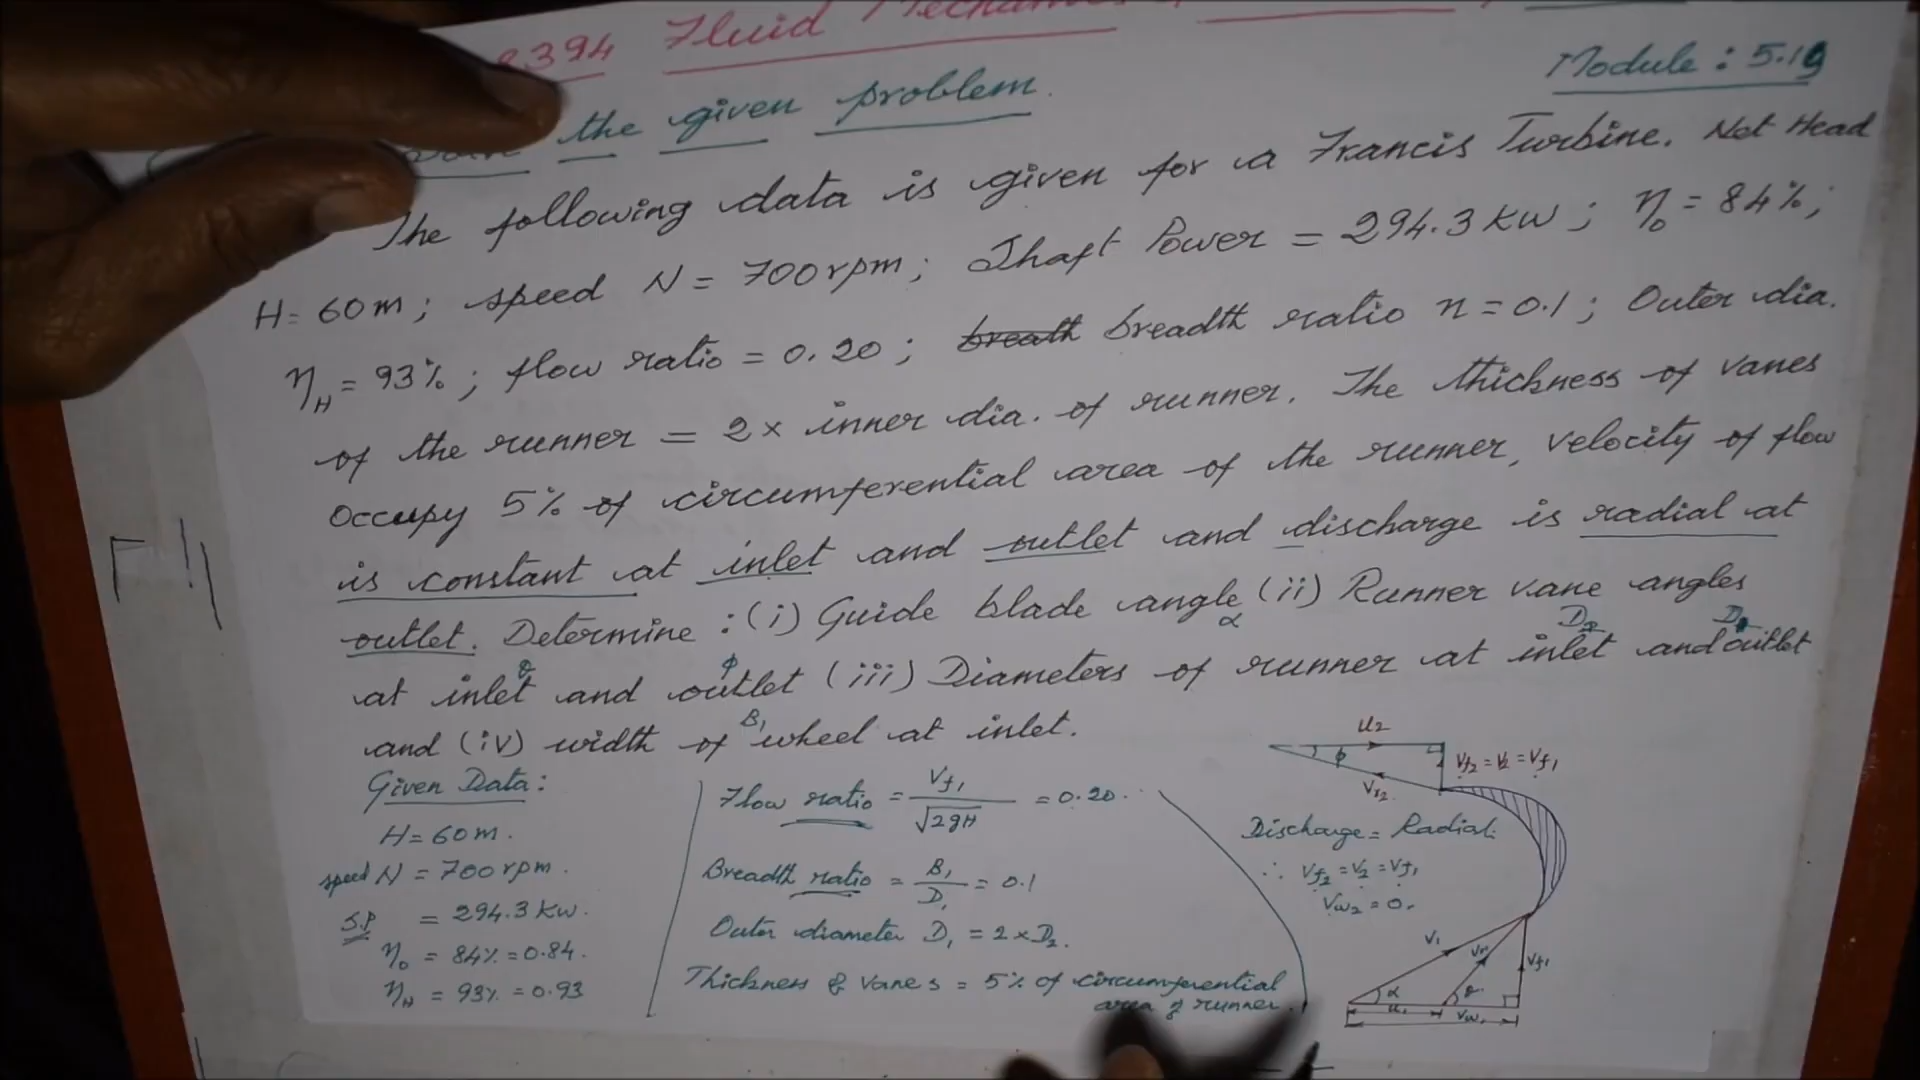 8394 Fluid Mechanics
Module : 5.19
the given problem.
The following data is given for a Francis Turbine. Net Head
H = 60 m ; speed N = 700 rpm ; Shaft Power = 294.3 KW ; ηo = 84% ;
ηH = 93% ; flow ratio = 0.20 ; breath breadth ratio n = 0.1 ; Outer dia.
of the runner = 2 × inner dia. of runner. The thickness of vanes
occupy 5% of circumferential area of the runner, velocity of flow
is constant at inlet and outlet and discharge is radial at
outlet. Determine : (i) Guide blade angle α (ii) Runner vane angles
at inlet θ and outlet φ (iii) Diameters of runner at inlet and outlet
and (iv) width of wheel at inlet. B1
Given Data :
H = 60 m.
speed N = 700 rpm.
S.P = 294.3 KW.
ηo = 84% = 0.84.
ηH = 93% = 0.93
Flow ratio = Vf1 / √2gH = 0.20.
Breadth ratio = B1 / D1 = 0.1
Outer diameter D1 = 2 × D2.
Thickness of vanes = 5% of circumferential
area of runner.
u2
φ
Vf2 = V2 = Vf1
Vr2
Discharge = Radial.
∴ Vf2 = V2 = Vf1
Vw2 = 0.
V1
Vr1
Vf1
α
θ
u1
Vw1